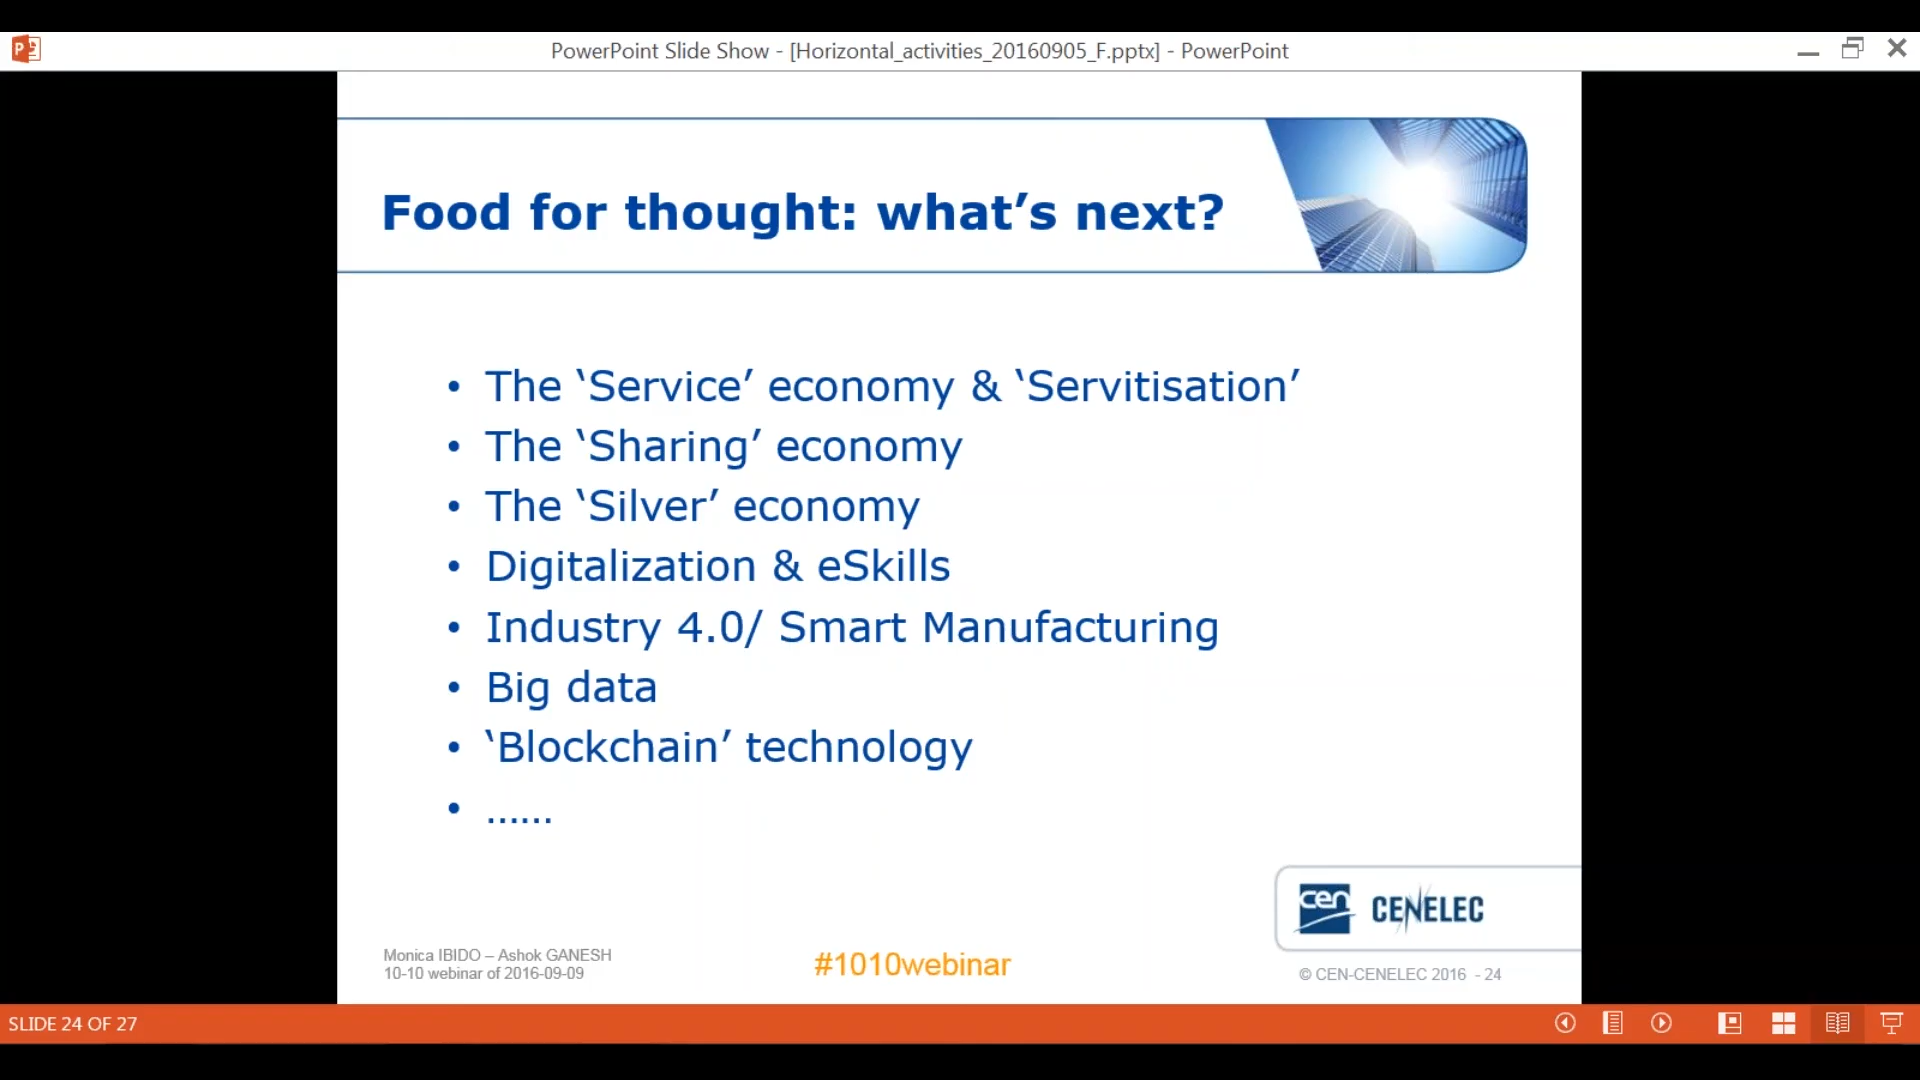 PowerPoint Slide Show - [Horizontal_activities_20160905_F.pptx] - PowerPoint
Food for thought: what’s next?
• The ‘Service’ economy & ‘Servitisation’
• The ‘Sharing’ economy
• The ‘Silver’ economy
• Digitalization & eSkills
• Industry 4.0/ Smart Manufacturing
• Big data
• ‘Blockchain’ technology
• ......
cen CENELEC
Monica IBIDO – Ashok GANESH
10-10 webinar of 2016-09-09
#1010webinar
© CEN-CENELEC 2016 - 24
SLIDE 24 OF 27